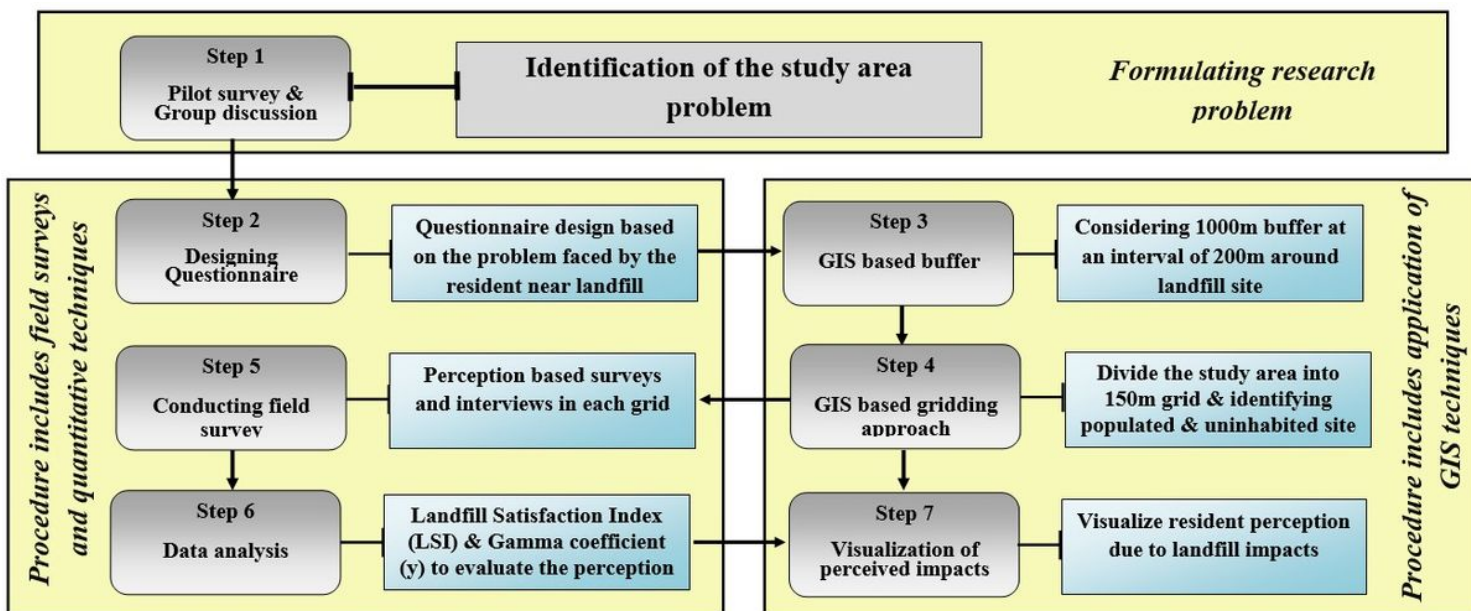 Step 1
Pilot survey &
Group discussion
Identification of the study area
problem
Formulating research
problem
Procedure includes field surveys
and quantitative techniques
Step 2
Designing
Questionnaire
Questionnaire design based
on the problem faced by the
resident near landfill
Step 3
GIS based buffer
Considering 1000m buffer at
an interval of 200m around
landfill site
Step 5
Conducting field
survey
Perception based surveys
and interviews in each grid
Step 4
GIS based gridding
approach
Divide the study area into
150m grid & identifying
populated & uninhabited site
Step 6
Data analysis
Landfill Satisfaction Index
(LSI) & Gamma coefficient
(y) to evaluate the perception
Step 7
Visualization of
perceived impacts
Visualize resident perception
due to landfill impacts
Procedure includes application of
GIS techniques